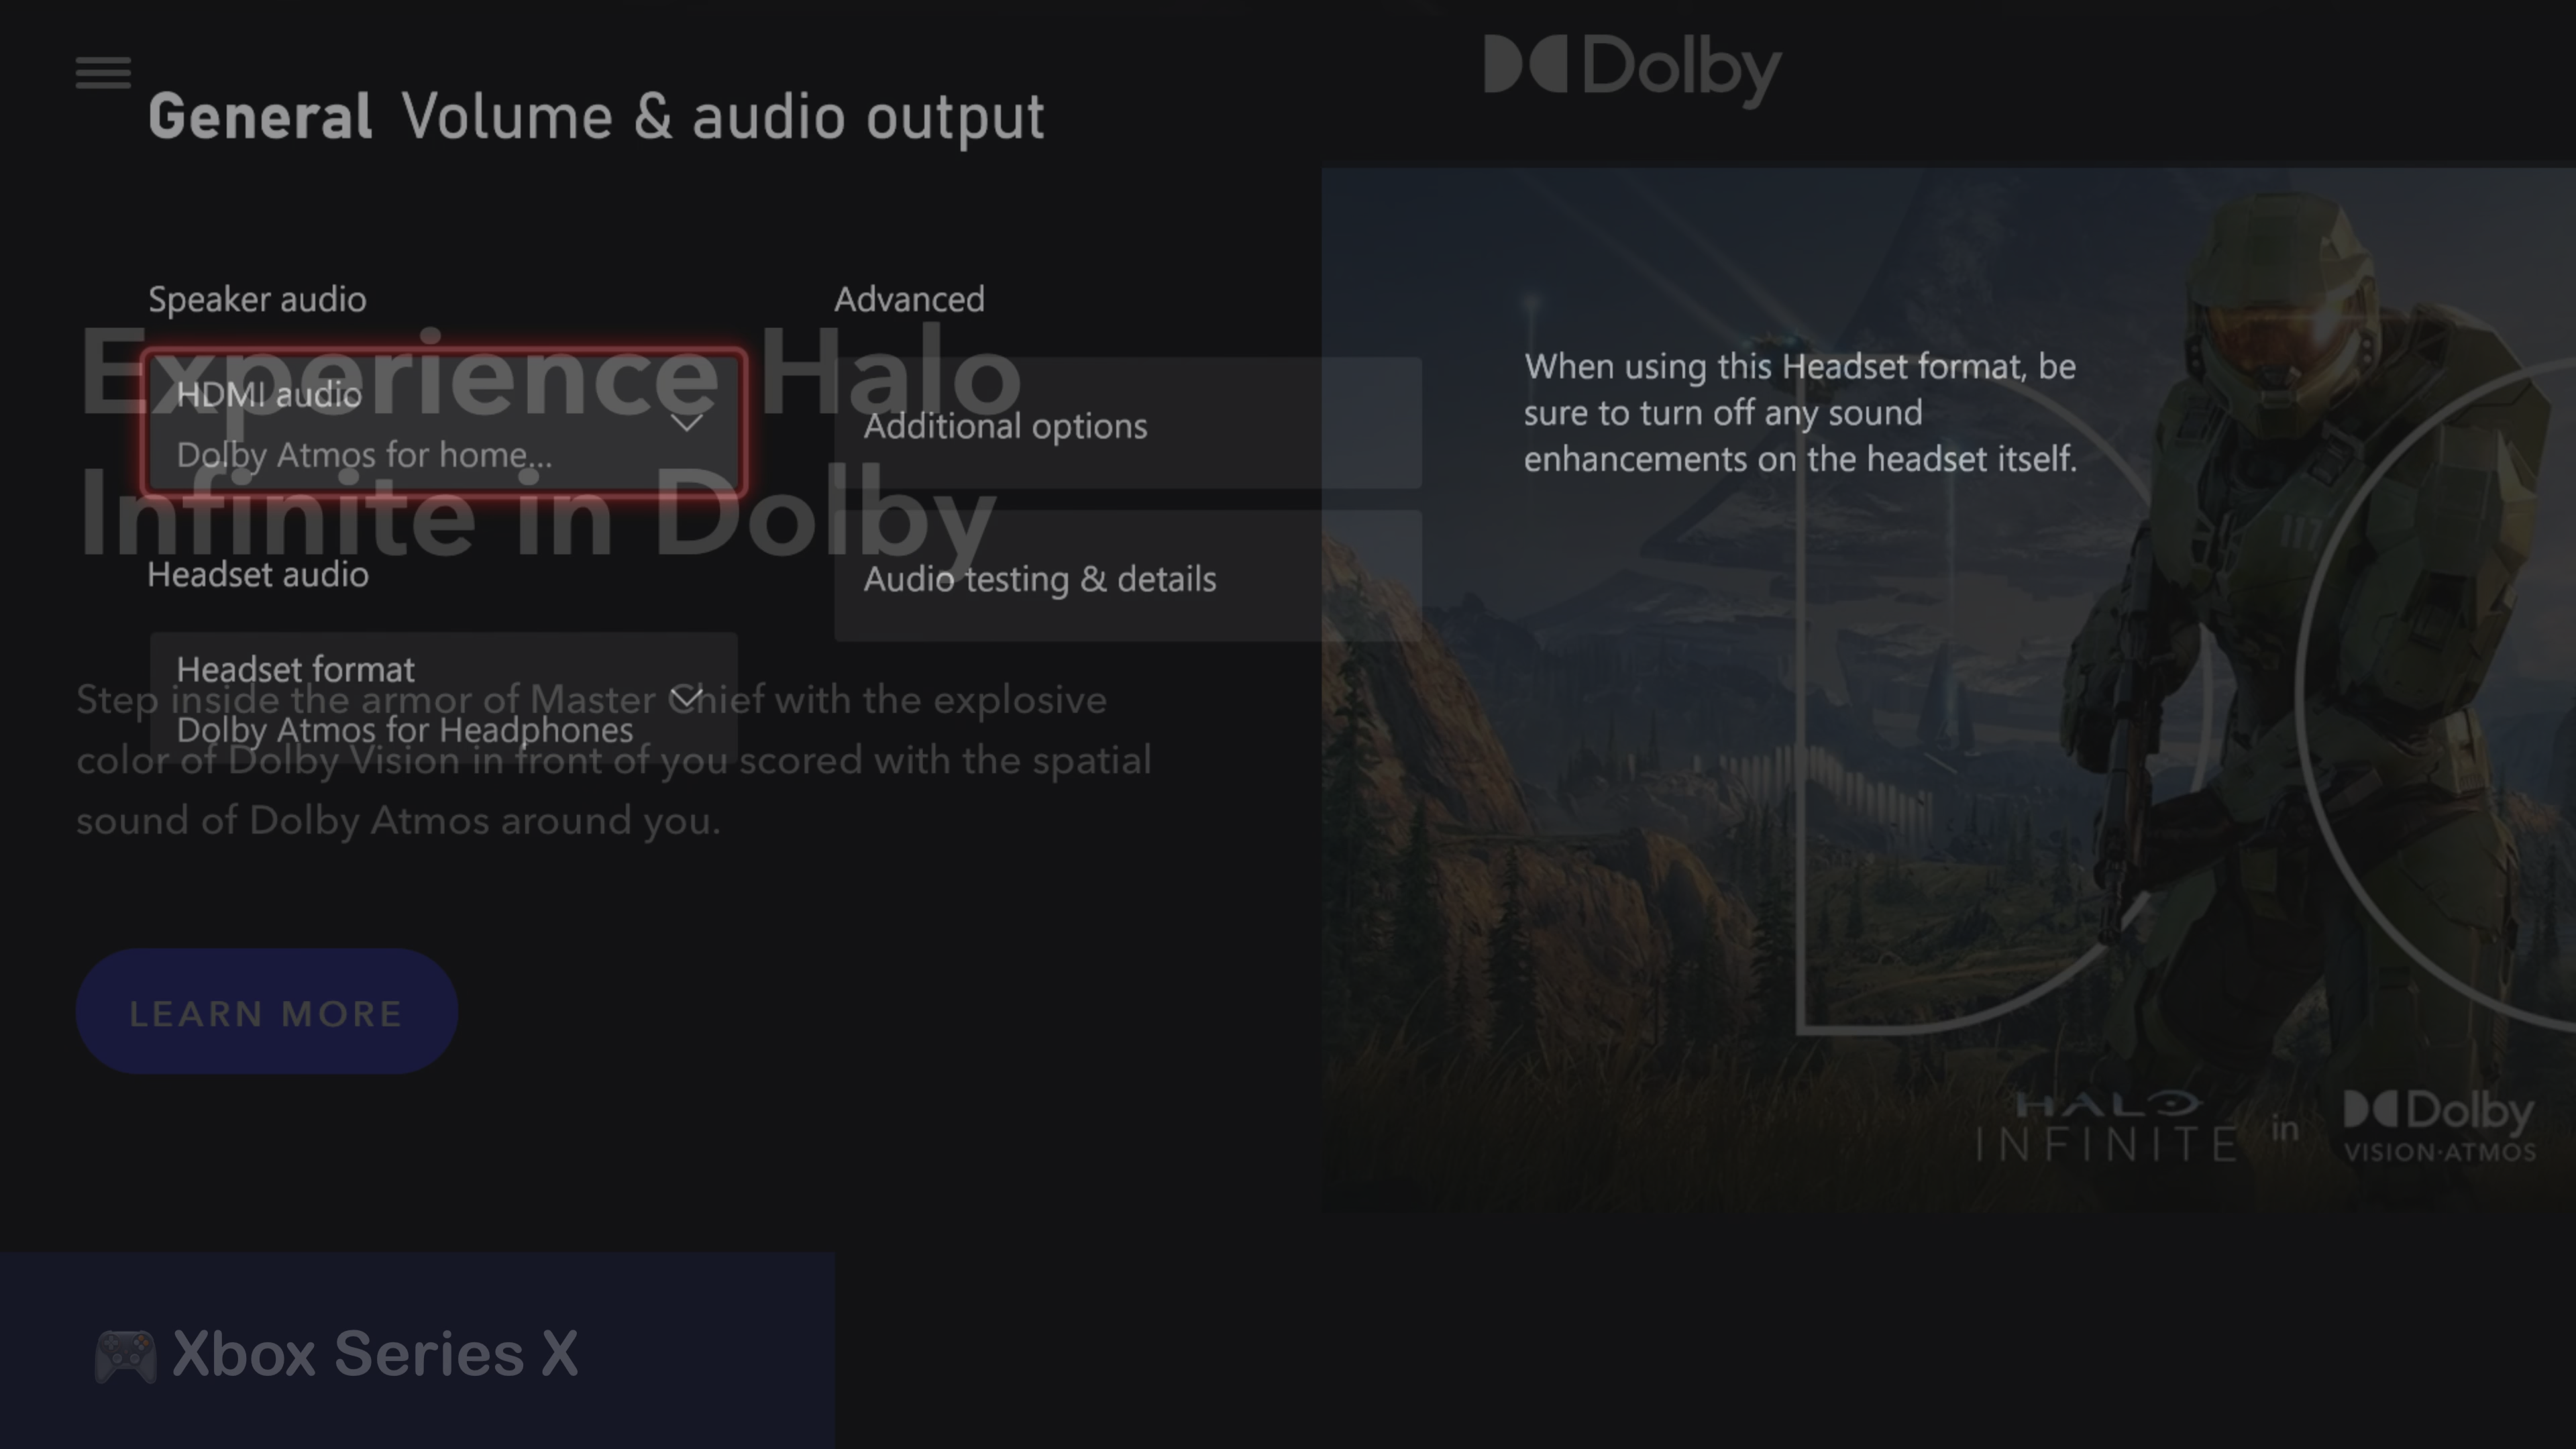 Dolby
General Volume & audio output
Speaker audio
HDMI audio
Dolby Atmos for home...
Headset audio
Headset format
Dolby Atmos for Headphones
Advanced
Additional options
Audio testing & details
When using this Headset format, be
sure to turn off any sound
enhancements on the headset itself.
Experience Halo
Infinite in Dolby
Step inside the armor of Master Chief with the explosive
color of Dolby Vision in front of you scored with the spatial
sound of Dolby Atmos around you.
LEARN MORE
117
HALO
INFINITE
in
Dolby
VISION·ATMOS
Xbox Series X